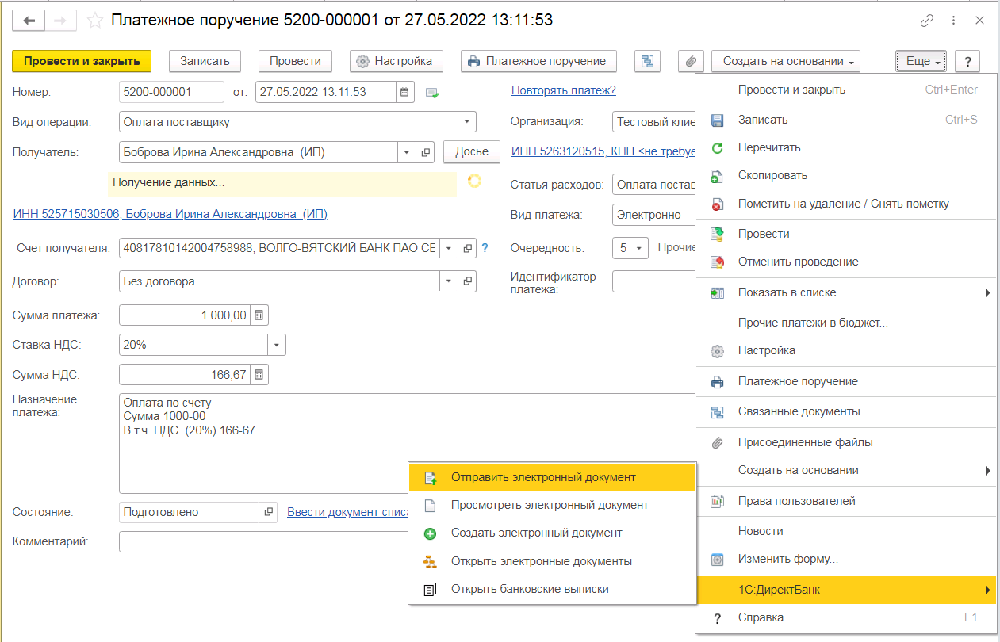 Платежное поручение 5200-000001 от 27.05.2022 13:11:53
Провести и закрыть
Записать
Провести
Настройка
Платежное поручение
Создать на основании
Еще
?
Номер:
5200-000001
от:
27.05.2022 13:11:53
Повторять платеж?
Вид операции:
Оплата поставщику
Организация:
Тестовый клие
Получатель:
Боброва Ирина Александровна (ИП)
Досье
ИНН 5263120515, КПП <не требуе
Получение данных...
Статья расходов:
Оплата постав
ИНН 525715030506, Боброва Ирина Александровна (ИП)
Вид платежа:
Электронно
Счет получателя:
40817810142004758988, ВОЛГО-ВЯТСКИЙ БАНК ПАО СЕ
?
Очередность:
5
Прочие
Договор:
Без договора
Идентификатор
платежа:
Сумма платежа:
1 000,00
Ставка НДС:
20%
Сумма НДС:
166,67
Назначение
платежа:
Оплата по счету
Сумма 1000-00
В т.ч. НДС (20%) 166-67
Состояние:
Подготовлено
Ввести документ списа
Комментарий:
Провести и закрыть Ctrl+Enter
Записать Ctrl+S
Перечитать
Скопировать
Пометить на удаление / Снять пометку
Провести
Отменить проведение
Показать в списке
Прочие платежи в бюджет...
Настройка
Платежное поручение
Связанные документы
Присоединенные файлы
Создать на основании
Права пользователей
Новости
Изменить форму...
1С:ДиректБанк
? Справка F1
Отправить электронный документ
Просмотреть электронный документ
Создать электронный документ
Открыть электронные документы
Открыть банковские выписки